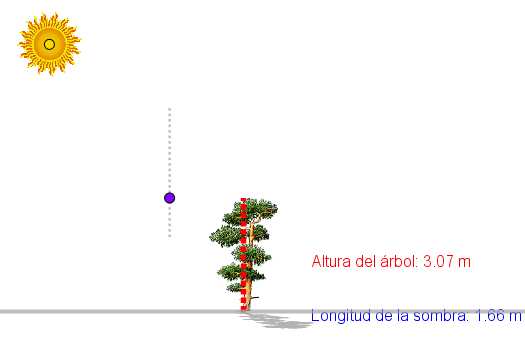 Altura del árbol: 3.07 m
Longitud de la sombra: 1.66 m